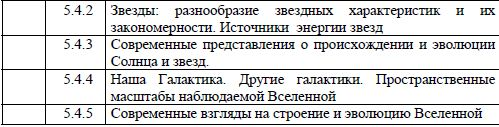 5.4.2 Звезды: разнообразие звездных характеристик и их
закономерности. Источники энергии звезд
5.4.3 Современные представления о происхождении и эволюции
Солнца и звезд.
5.4.4 Наша Галактика. Другие галактики. Пространственные
масштабы наблюдаемой Вселенной
5.4.5 Современные взгляды на строение и эволюцию Вселенной